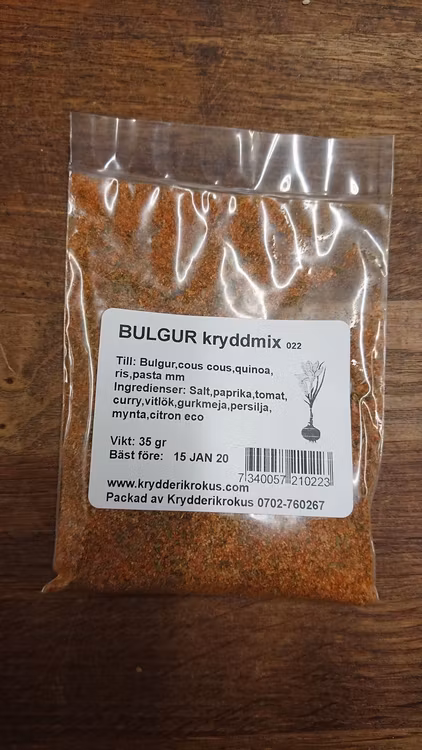 BULGUR kryddmix 022
Till: Bulgur,cous cous,quinoa,
ris,pasta mm
Ingredienser: Salt,paprika,tomat,
curry,vitlök,gurkmeja,persilja,
mynta,citron eco
Vikt: 35 gr
Bäst före: 15 JAN 20
7 340057 210223
www.krydderikrokus.com
Packad av Krydderikrokus 0702-760267